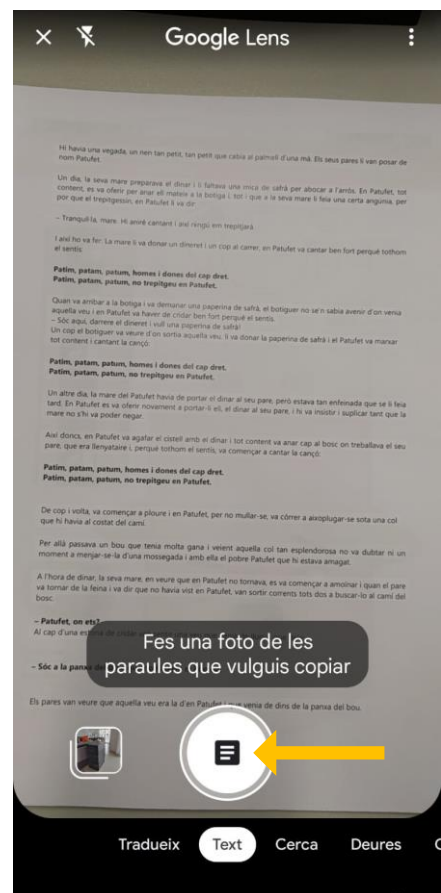 Google Lens
Hi havia una vegada, un nen tan petit, tan petit que cabia al palmell d'una mà. Els seus pares li van posar de
nom Patufet.
Un dia, la seva mare preparava el dinar i li faltava una mica de safrà per abocar a l'arròs. En Patufet, tot
content, es va oferir per anar ell mateix a la botiga i, tot i que a la seva mare li feia una certa angúnia, per
por que el trepitgessin, en Patufet li va dir:
– Tranquil·la, mare. Hi aniré cantant i així ningú em trepitjarà.
I així ho va fer. La mare li va donar un dineret i un cop al carrer, en Patufet va cantar ben fort perquè tothom
el sentís.
Patim, patam, patum, homes i dones del cap dret.
Patim, patam, patum, no trepitgeu en Patufet.
Quan va arribar a la botiga i va demanar una paperina de safrà, el botiguer no se'n sabia avenir d'on venia
aquella veu i en Patufet va haver de cridar ben fort perquè el sentís.
– Sóc aquí, darrere el dineret i vull una paperina de safrà!
Un cop el botiguer va veure d'on sortia aquella veu, li va donar la paperina de safrà i el Patufet va marxar
tot content i cantant la cançó:
Patim, patam, patum, homes i dones del cap dret.
Patim, patam, patum, no trepitgeu en Patufet.
Un altre dia, la mare del Patufet havia de portar el dinar al seu pare, però estava tan enfeinada que se li feia
tard. En Patufet es va oferir novament a portar-li ell, el dinar al seu pare, i hi va insistir i suplicar tant que la
mare no s'hi va poder negar.
Així doncs, en Patufet va agafar el cistell amb el dinar i tot content va anar cap al bosc on treballava el seu
pare, que era llenyataire i, perquè tothom el sentís, va començar a cantar la cançó:
Patim, patam, patum, homes i dones del cap dret.
Patim, patam, patum, no trepitgeu en Patufet.
De cop i volta, va començar a ploure i en Patufet, per no mullar-se, va córrer a aixoplugar-se sota una col
que hi havia al costat del camí.
Per allà passava un bou que tenia molta gana i veient aquella col tan esplendorosa no va dubtar ni un
moment a menjar-se-la d'una mossegada i amb ella el pobre Patufet que hi estava amagat.
A l'hora de dinar, la seva mare, en veure que en Patufet no tornava, es va començar a amoïnar i quan el pare
va tornar de la feina i va dir que no havia vist en Patufet, van sortir corrents tots dos a buscar-lo al camí del
bosc.
– Patufet, on ets?
Al cap d'una
– Sóc a la panxa
Fes una foto de les
paraules que vulguis copiar
Els pares van veure que aquella veu era la d'en Patufet i que venia de dins de la panxa del bou.
Tradueix Text Cerca Deures